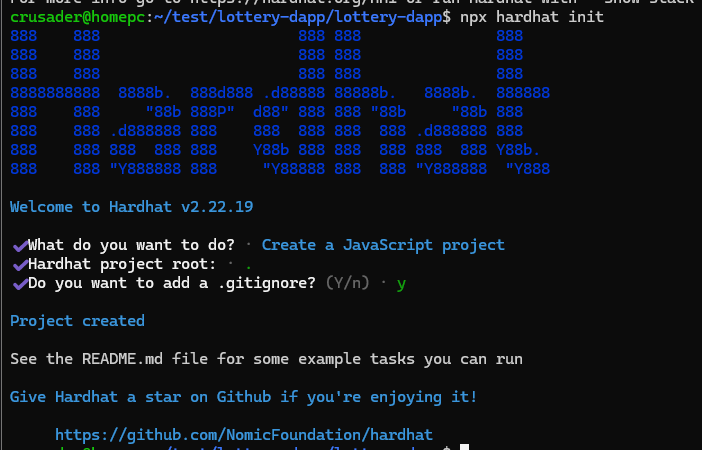 For more info go to https://hardhat.org/HH1 or run Hardhat with --show-stack
crusader@homepc:~/test/lottery-dapp/lottery-dapp$ npx hardhat init
888    888                      888 888               888
888    888                      888 888               888
888    888                      888 888               888
8888888888  8888b.  888d888 .d88888 88888b.   8888b.  888888
888    888     "88b 888P"  d88" 888 888 "88b     "88b 888
888    888 .d888888 888    888  888 888  888 .d888888 888
888    888 888  888 888    Y88b 888 888  888 888  888 Y88b.
888    888 "Y888888 888     "Y88888 888  888 "Y888888  "Y888
Welcome to Hardhat v2.22.19
✔What do you want to do? · Create a JavaScript project
✔Hardhat project root: · .
✔Do you want to add a .gitignore? (Y/n) · y
Project created
See the README.md file for some example tasks you can run
Give Hardhat a star on Github if you're enjoying it!
https://github.com/NomicFoundation/hardhat